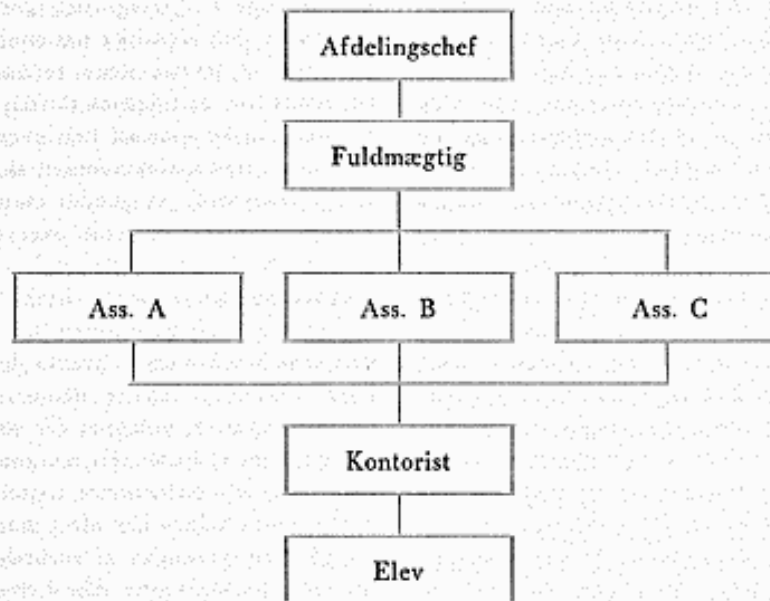 Afdelingschef
Fuldmægtig
Ass. A
Ass. B
Ass. C
Kontorist
Elev